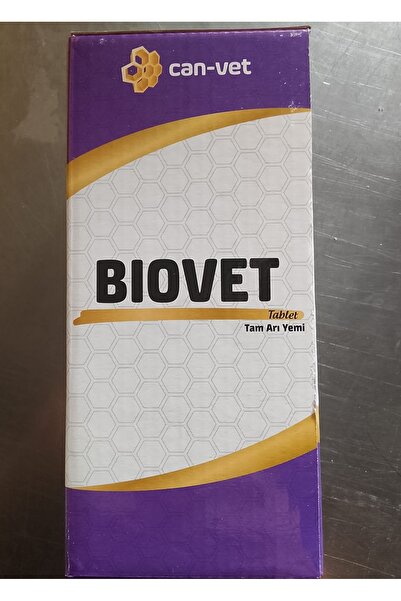 can-vet
BIOVET
Tablet
Tam Arı Yemi